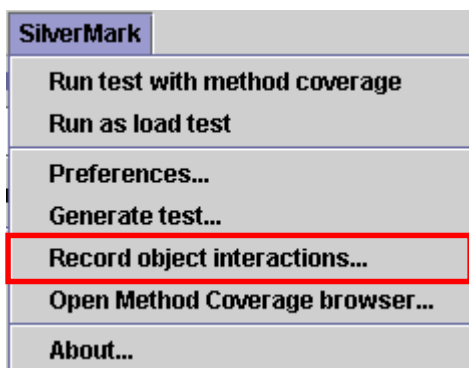 SilverMark
Run test with method coverage
Run as load test
Preferences...
Generate test...
Record object interactions...
Open Method Coverage browser...
About...